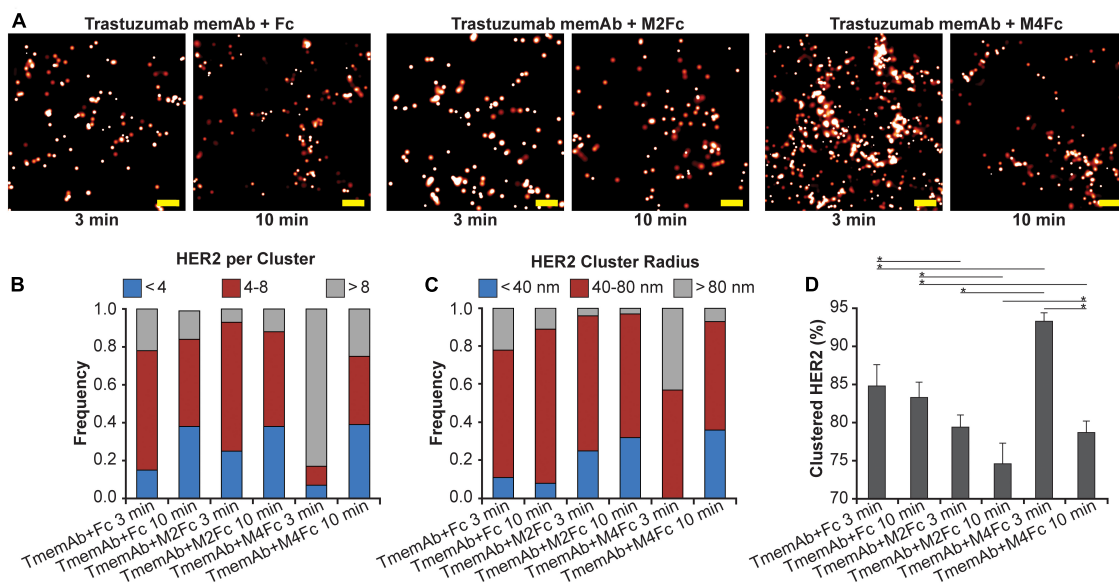 A
Trastuzumab memAb + Fc
Trastuzumab memAb + M2Fc
Trastuzumab memAb + M4Fc
3 min
10 min
3 min
10 min
3 min
10 min
B
HER2 per Cluster
< 4
4-8
> 8
Frequency
1.0
0.8
0.6
0.4
0.2
0.0
TmemAb+Fc 3 min
TmemAb+Fc 10 min
TmemAb+M2Fc 3 min
TmemAb+M2Fc 10 min
TmemAb+M4Fc 3 min
TmemAb+M4Fc 10 min
C
HER2 Cluster Radius
< 40 nm
40-80 nm
> 80 nm
Frequency
1.0
0.8
0.6
0.4
0.2
0.0
TmemAb+Fc 3 min
TmemAb+Fc 10 min
TmemAb+M2Fc 3 min
TmemAb+M2Fc 10 min
TmemAb+M4Fc 3 min
TmemAb+M4Fc 10 min
D
*
*
*
*
*
*
*
Clustered HER2 (%)
95
90
85
80
75
70
TmemAb+Fc 3 min
TmemAb+Fc 10 min
TmemAb+M2Fc 3 min
TmemAb+M2Fc 10 min
TmemAb+M4Fc 3 min
TmemAb+M4Fc 10 min